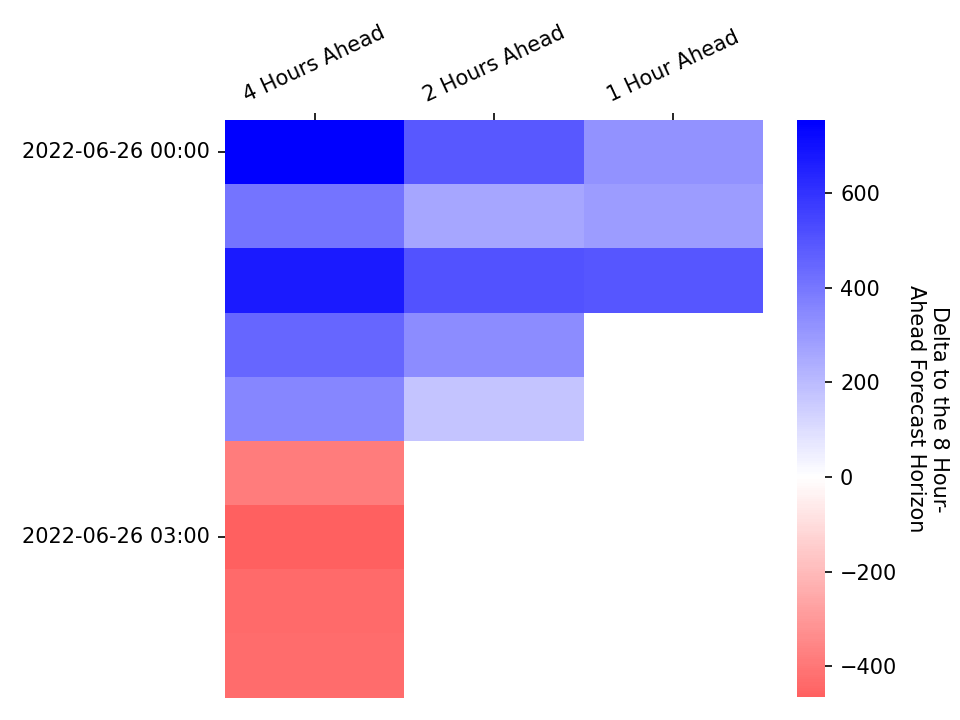 4 Hours Ahead
2 Hours Ahead
1 Hour Ahead
2022-06-26 00:00
2022-06-26 03:00
600
400
200
0
−200
−400
Delta to the 8 Hour-
Ahead Forecast Horizon